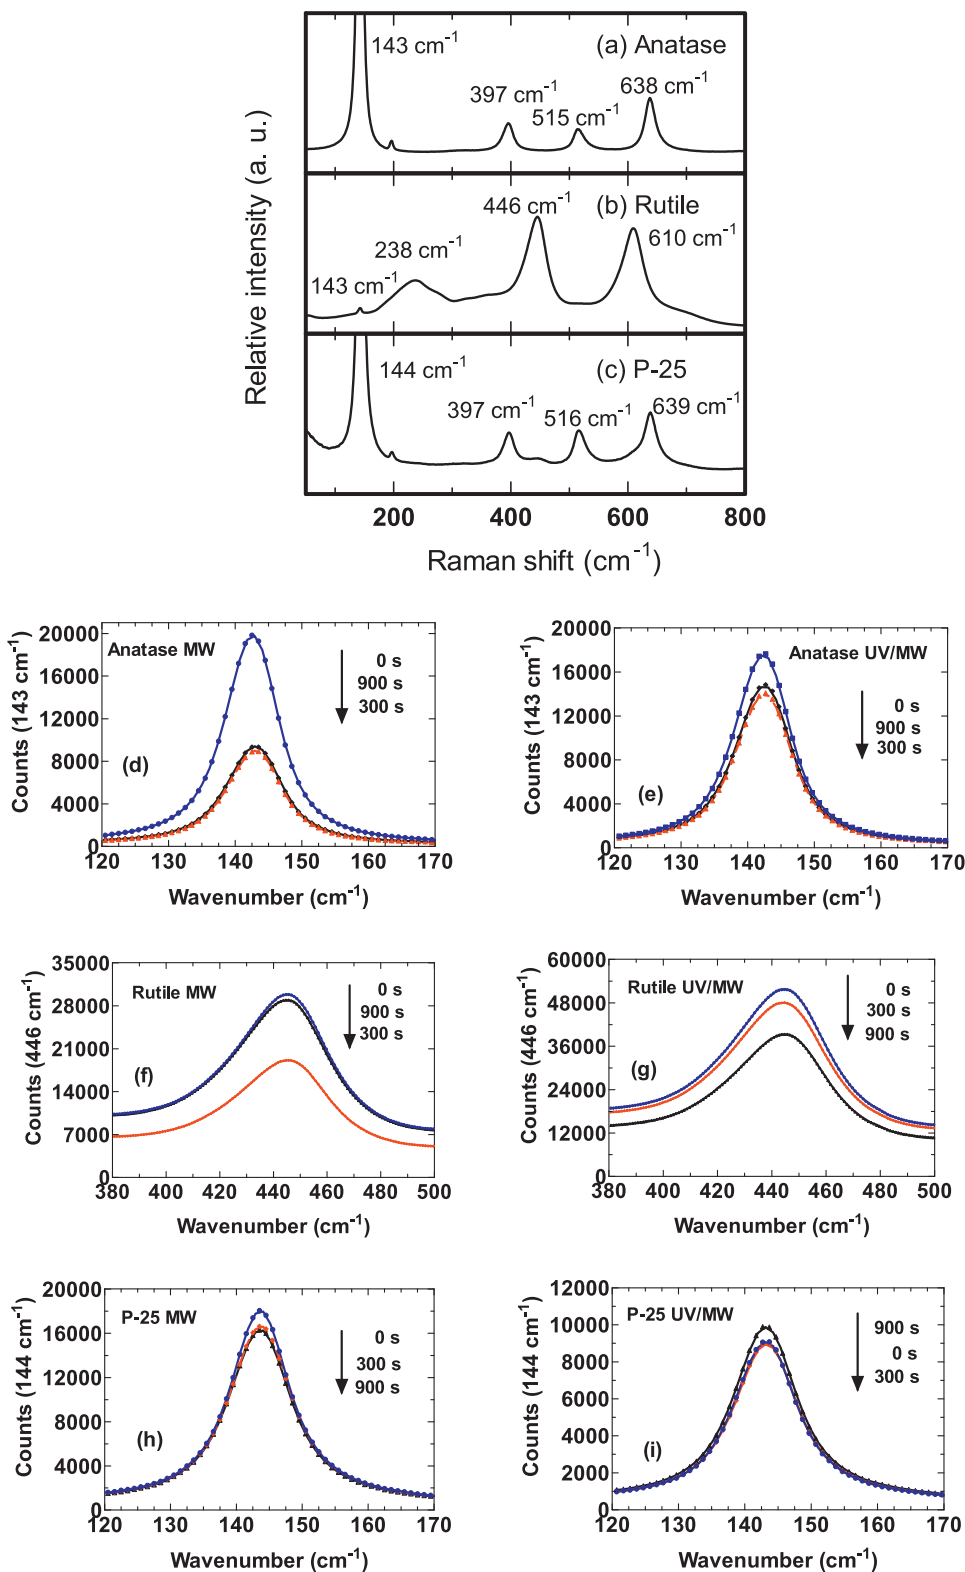 Relative intensity (a. u.)
(a) Anatase
143 cm-1
397 cm-1
515 cm-1
638 cm-1
(b) Rutile
143 cm-1
238 cm-1
446 cm-1
610 cm-1
(c) P-25
144 cm-1
397 cm-1
516 cm-1
639 cm-1
200 400 600 800
Raman shift (cm-1)
Counts (143 cm-1)
20000
16000
12000
8000
4000
0
Anatase MW
0 s
900 s
300 s
(d)
120 130 140 150 160 170
Wavenumber (cm-1)
Counts (143 cm-1)
20000
16000
12000
8000
4000
0
Anatase UV/MW
0 s
900 s
300 s
(e)
120 130 140 150 160 170
Wavenumber (cm-1)
Counts (446 cm-1)
35000
28000
21000
14000
7000
0
Rutile MW
0 s
900 s
300 s
(f)
380 400 420 440 460 480 500
Wavenumber (cm-1)
Counts (446 cm-1)
60000
48000
36000
24000
12000
0
Rutile UV/MW
0 s
300 s
900 s
(g)
380 400 420 440 460 480 500
Wavenumber (cm-1)
Counts (144 cm-1)
20000
16000
12000
8000
4000
0
P-25 MW
0 s
300 s
900 s
(h)
120 130 140 150 160 170
Wavenumber (cm-1)
Counts (144 cm-1)
12000
10000
8000
6000
4000
2000
0
P-25 UV/MW
900 s
0 s
300 s
(i)
120 130 140 150 160 170
Wavenumber (cm-1)